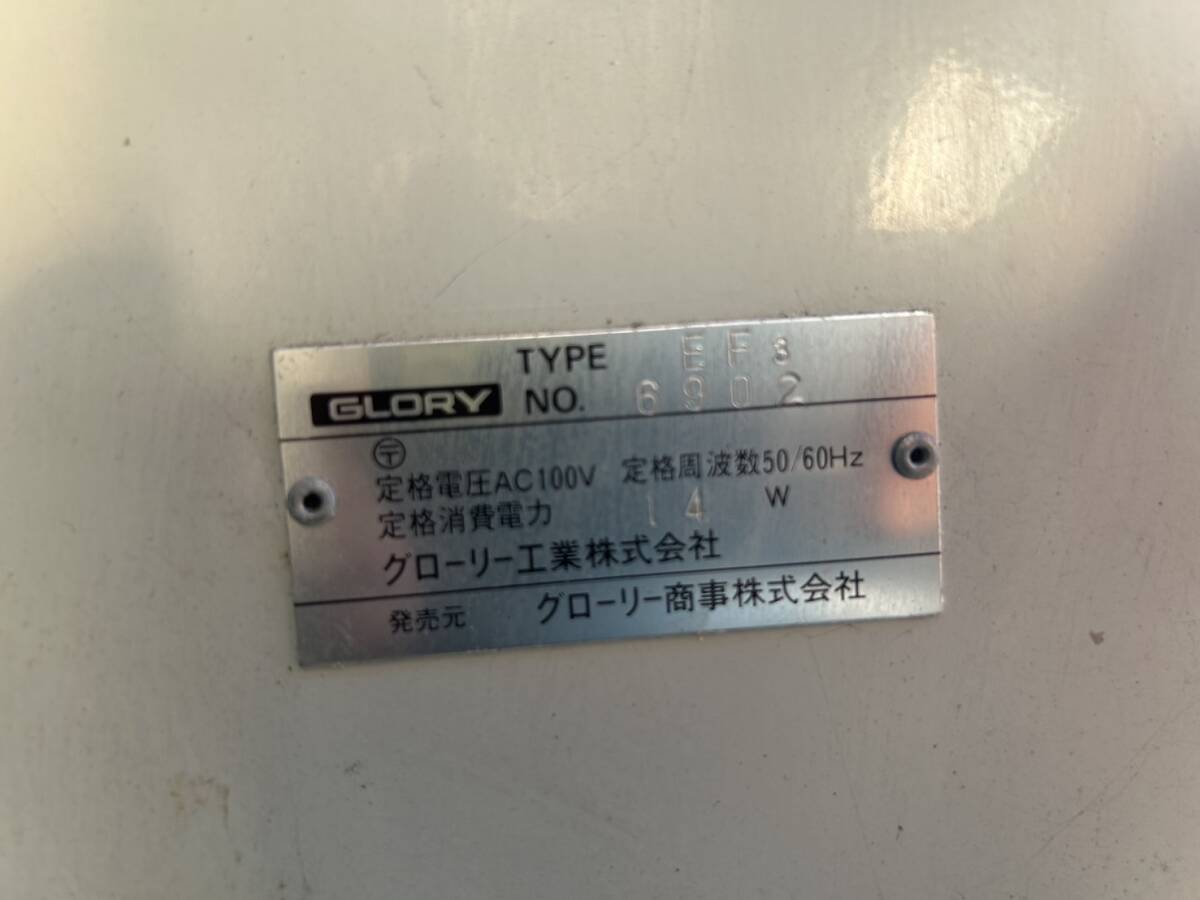 TYPE EF3
GLORY NO. 6902
〒
定格電圧AC100V 定格周波数50/60Hz
定格消費電力 14 W
グローリー工業株式会社
発売元 グローリー商事株式会社